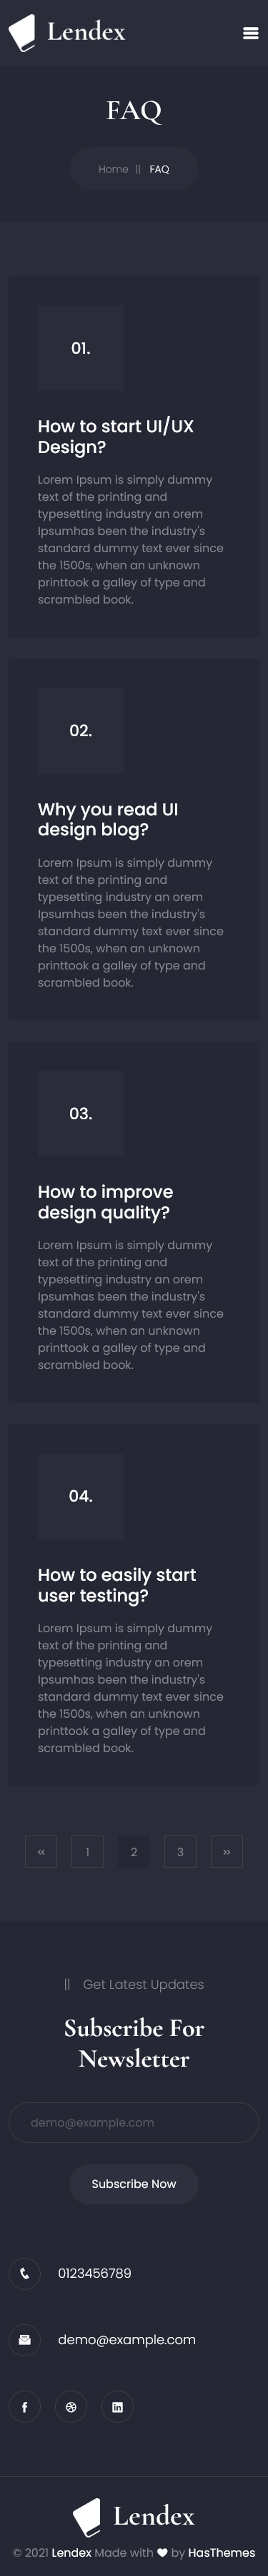 Lendex
FAQ
Home || FAQ
01.
How to start UI/UX
Design?
Lorem Ipsum is simply dummy
text of the printing and
typesetting industry an orem
Ipsumhas been the industry's
standard dummy text ever since
the 1500s, when an unknown
printtook a galley of type and
scrambled book.
02.
Why you read UI
design blog?
Lorem Ipsum is simply dummy
text of the printing and
typesetting industry an orem
Ipsumhas been the industry's
standard dummy text ever since
the 1500s, when an unknown
printtook a galley of type and
scrambled book.
03.
How to improve
design quality?
Lorem Ipsum is simply dummy
text of the printing and
typesetting industry an orem
Ipsumhas been the industry's
standard dummy text ever since
the 1500s, when an unknown
printtook a galley of type and
scrambled book.
04.
How to easily start
user testing?
Lorem Ipsum is simply dummy
text of the printing and
typesetting industry an orem
Ipsumhas been the industry's
standard dummy text ever since
the 1500s, when an unknown
printtook a galley of type and
scrambled book.
« 1 2 3 »
|| Get Latest Updates
Subscribe For
Newsletter
demo@example.com
Subscribe Now
0123456789
demo@example.com
Lendex
© 2021 Lendex Made with ❤ by HasThemes